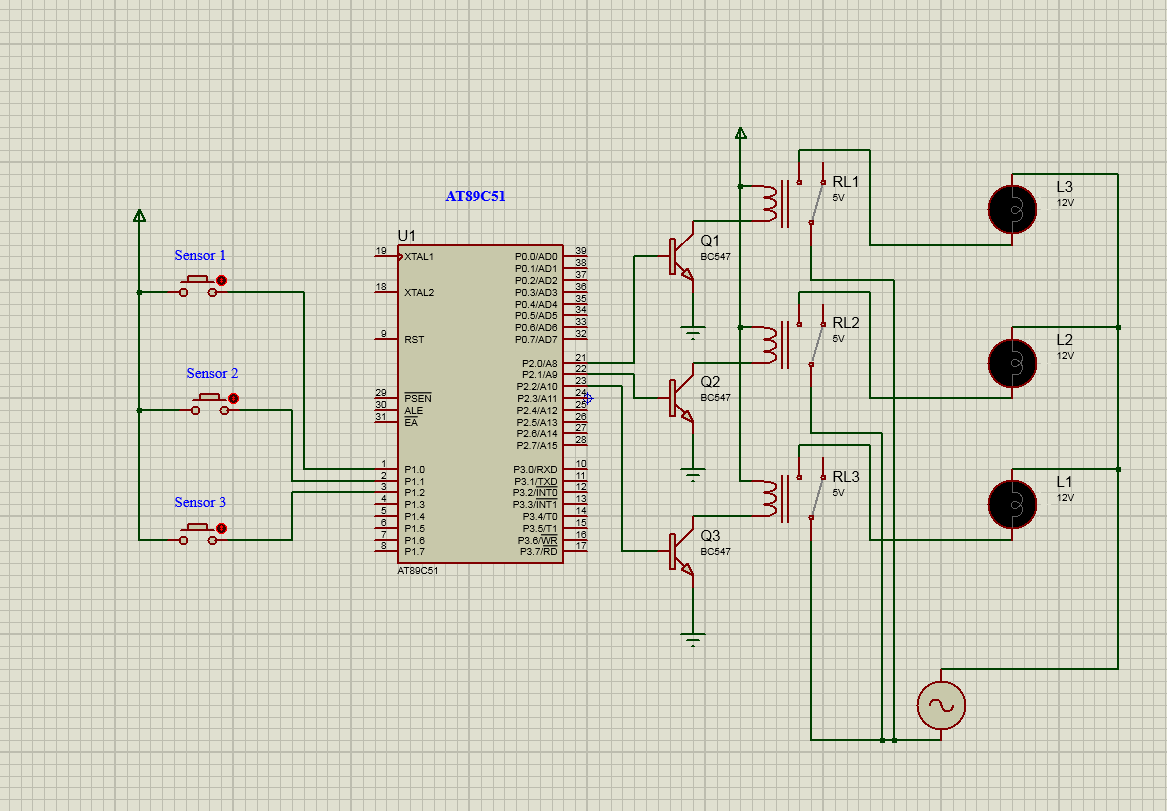 AT89C51
Sensor 1
Sensor 2
Sensor 3
U1
19 XTAL1
18 XTAL2
9 RST
29 PSEN
30 ALE
31 EA
1 P1.0
2 P1.1
3 P1.2
4 P1.3
5 P1.4
6 P1.5
7 P1.6
8 P1.7
P0.0/AD0 39
P0.1/AD1 38
P0.2/AD2 37
P0.3/AD3 36
P0.4/AD4 35
P0.5/AD5 34
P0.6/AD6 33
P0.7/AD7 32
P2.0/A8 21
P2.1/A9 22
P2.2/A10 23
P2.3/A11 24
P2.4/A12 25
P2.5/A13 26
P2.6/A14 27
P2.7/A15 28
P3.0/RXD 10
P3.1/TXD 11
P3.2/INT0 12
P3.3/INT1 13
P3.4/T0 14
P3.5/T1 15
P3.6/WR 16
P3.7/RD 17
AT89C51
Q1
BC547
Q2
BC547
Q3
BC547
RL1
5V
RL2
5V
RL3
5V
L3
12V
L2
12V
L1
12V